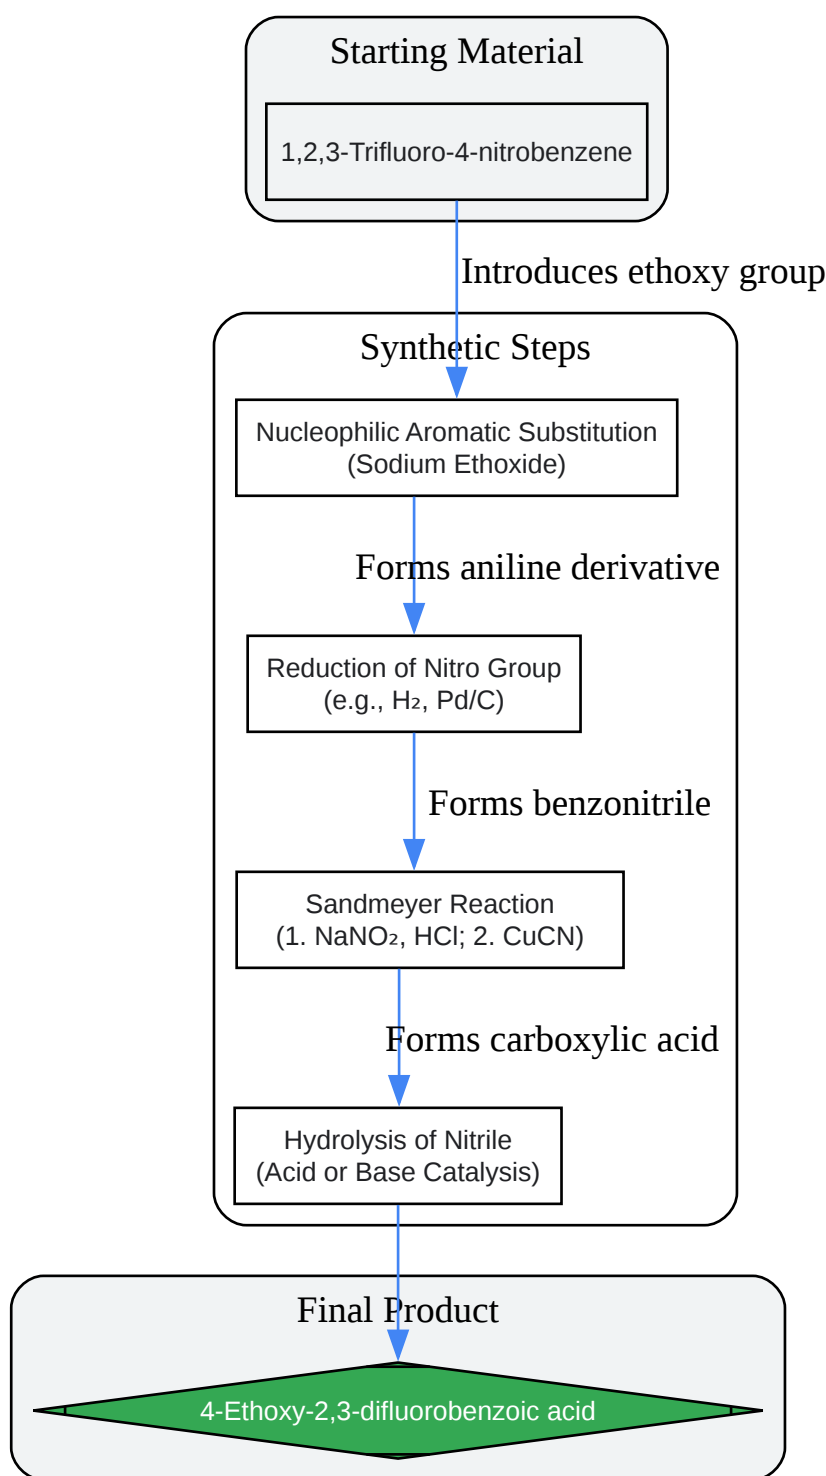 Starting Material
1,2,3-Trifluoro-4-nitrobenzene
Introduces ethoxy group
Synthetic Steps
Nucleophilic Aromatic Substitution
(Sodium Ethoxide)
Forms aniline derivative
Reduction of Nitro Group
(e.g., H₂, Pd/C)
Forms benzonitrile
Sandmeyer Reaction
(1. NaNO₂, HCl; 2. CuCN)
Forms carboxylic acid
Hydrolysis of Nitrile
(Acid or Base Catalysis)
Final Product
4-Ethoxy-2,3-difluorobenzoic acid